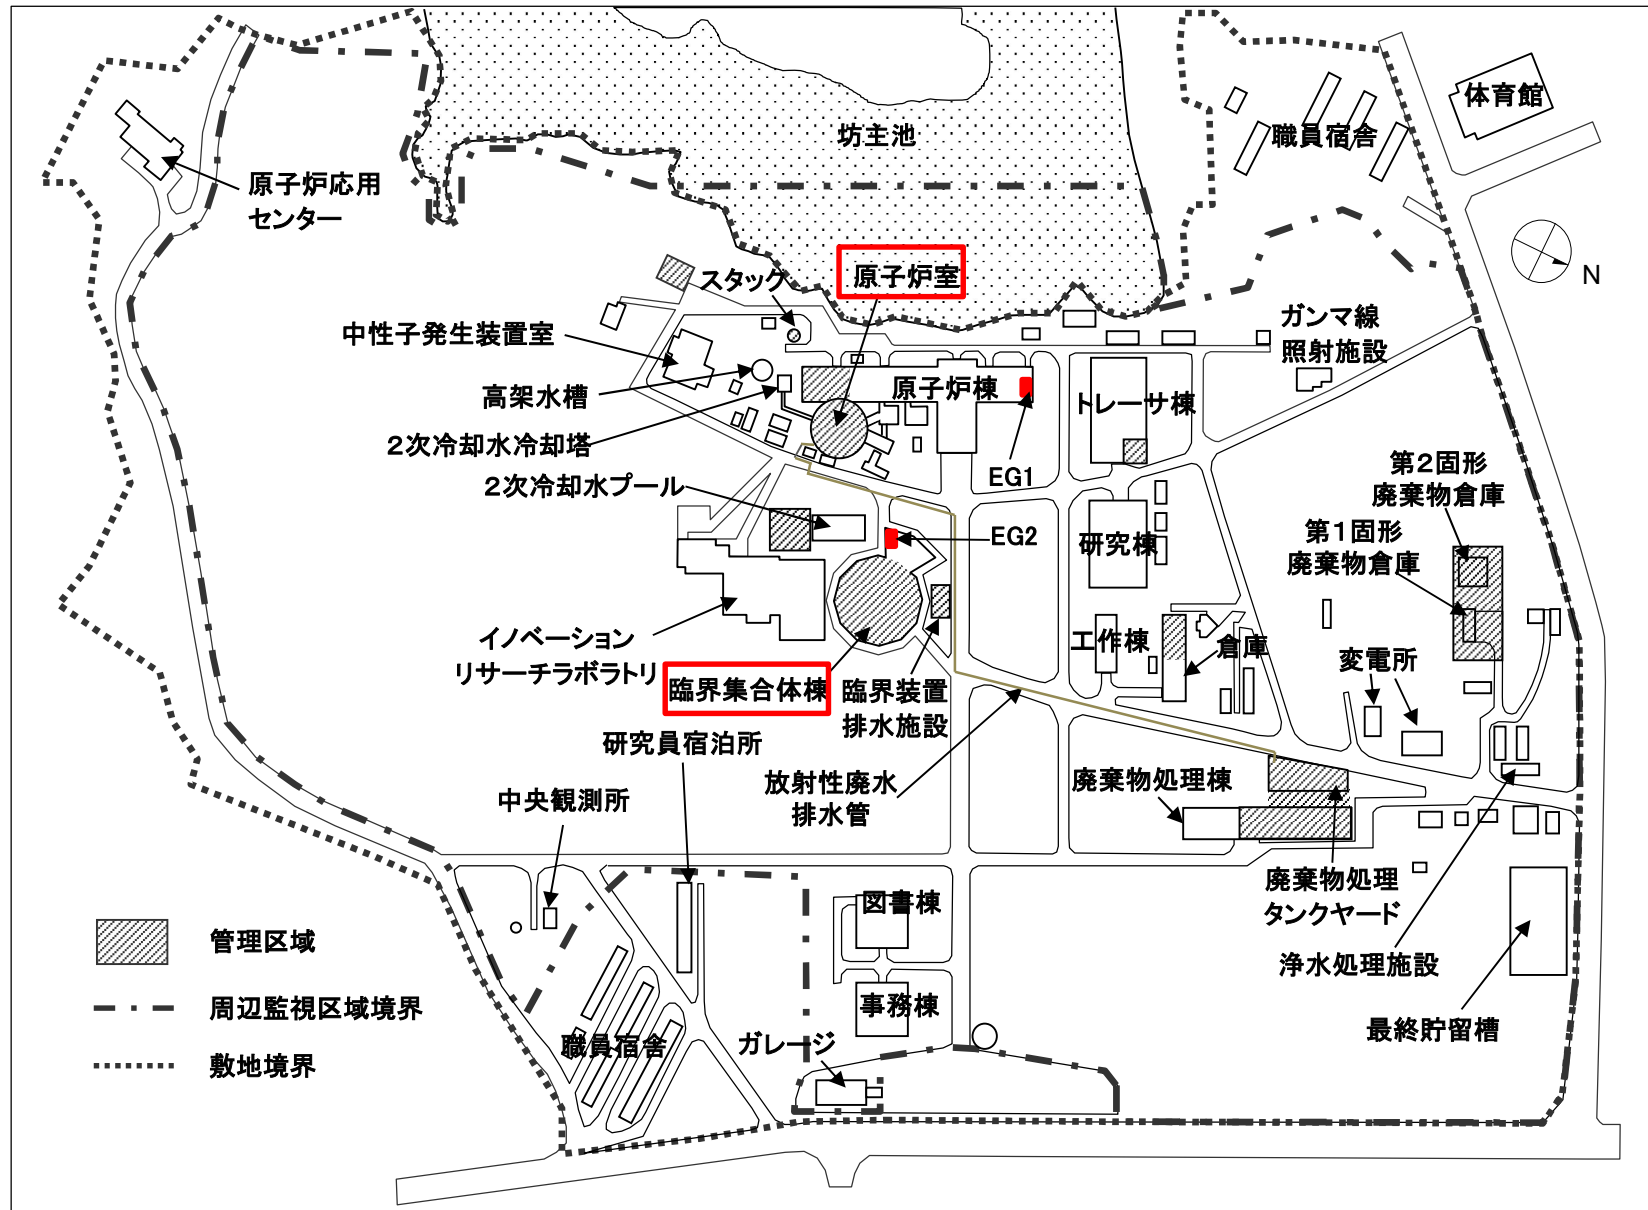 体育館
職員宿舎
坊主池
原子炉応用
センター
N
原子炉室
スタック
ガンマ線
照射施設
中性子発生装置室
高架水槽
原子炉棟
トレーサ棟
2次冷却水冷却塔
EG1
第2固形
廃棄物倉庫
2次冷却水プール
EG2
研究棟
第1固形
廃棄物倉庫
イノベーション
リサーチラボラトリ
工作棟
倉庫
変電所
臨界集合体棟
臨界装置
排水施設
研究員宿泊所
放射性廃水
排水管
廃棄物処理棟
中央観測所
図書棟
廃棄物処理
タンクヤード
浄水処理施設
管理区域
周辺監視区域境界
敷地境界
事務棟
最終貯留槽
職員宿舎
ガレージ